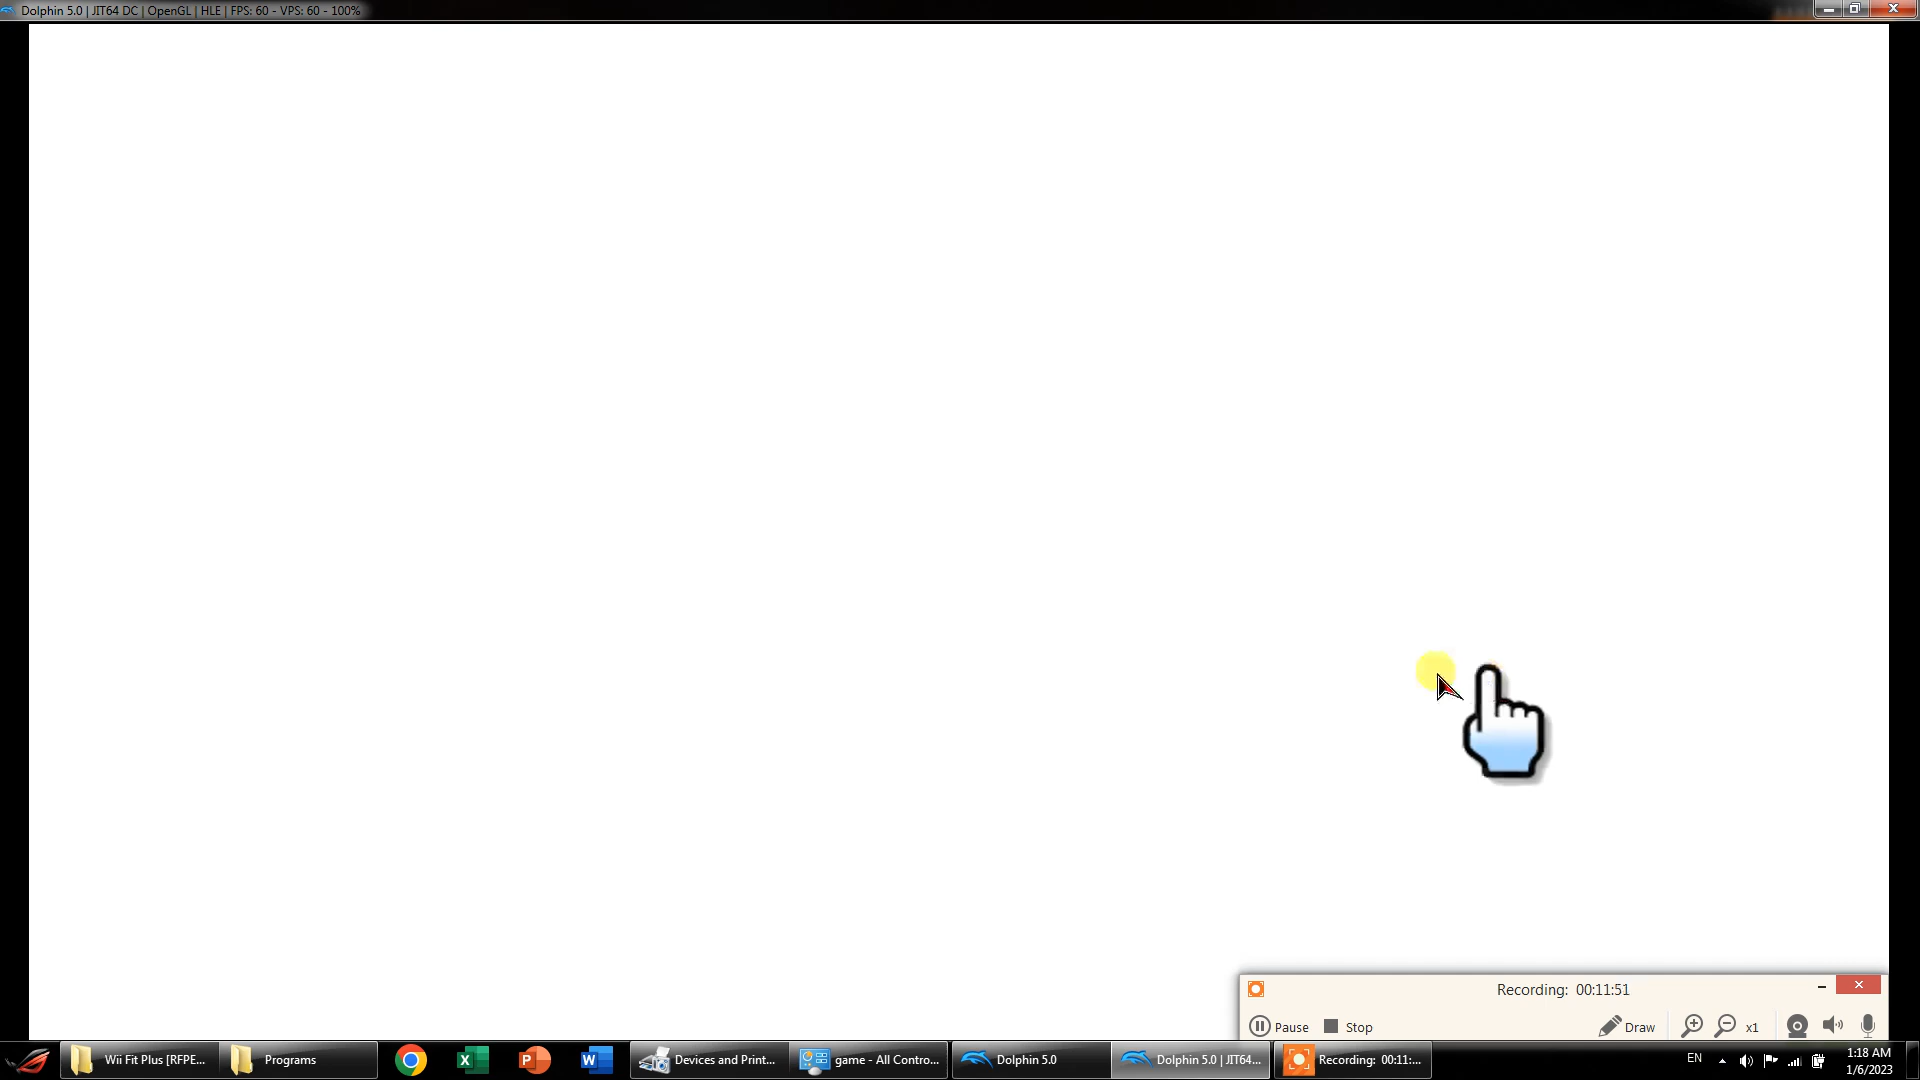 Dolphin 5.0 | JIT64 DC | OpenGL | HLE | FPS: 60 - VPS: 60 - 100%
Recording: 00:11:51
Pause
Stop
Draw
x1
Wii Fit Plus [RFPE...
Programs
Devices and Print...
game - All Contro...
Dolphin 5.0
Dolphin 5.0 | JIT64...
Recording: 00:11:...
EN
1:18 AM
1/6/2023